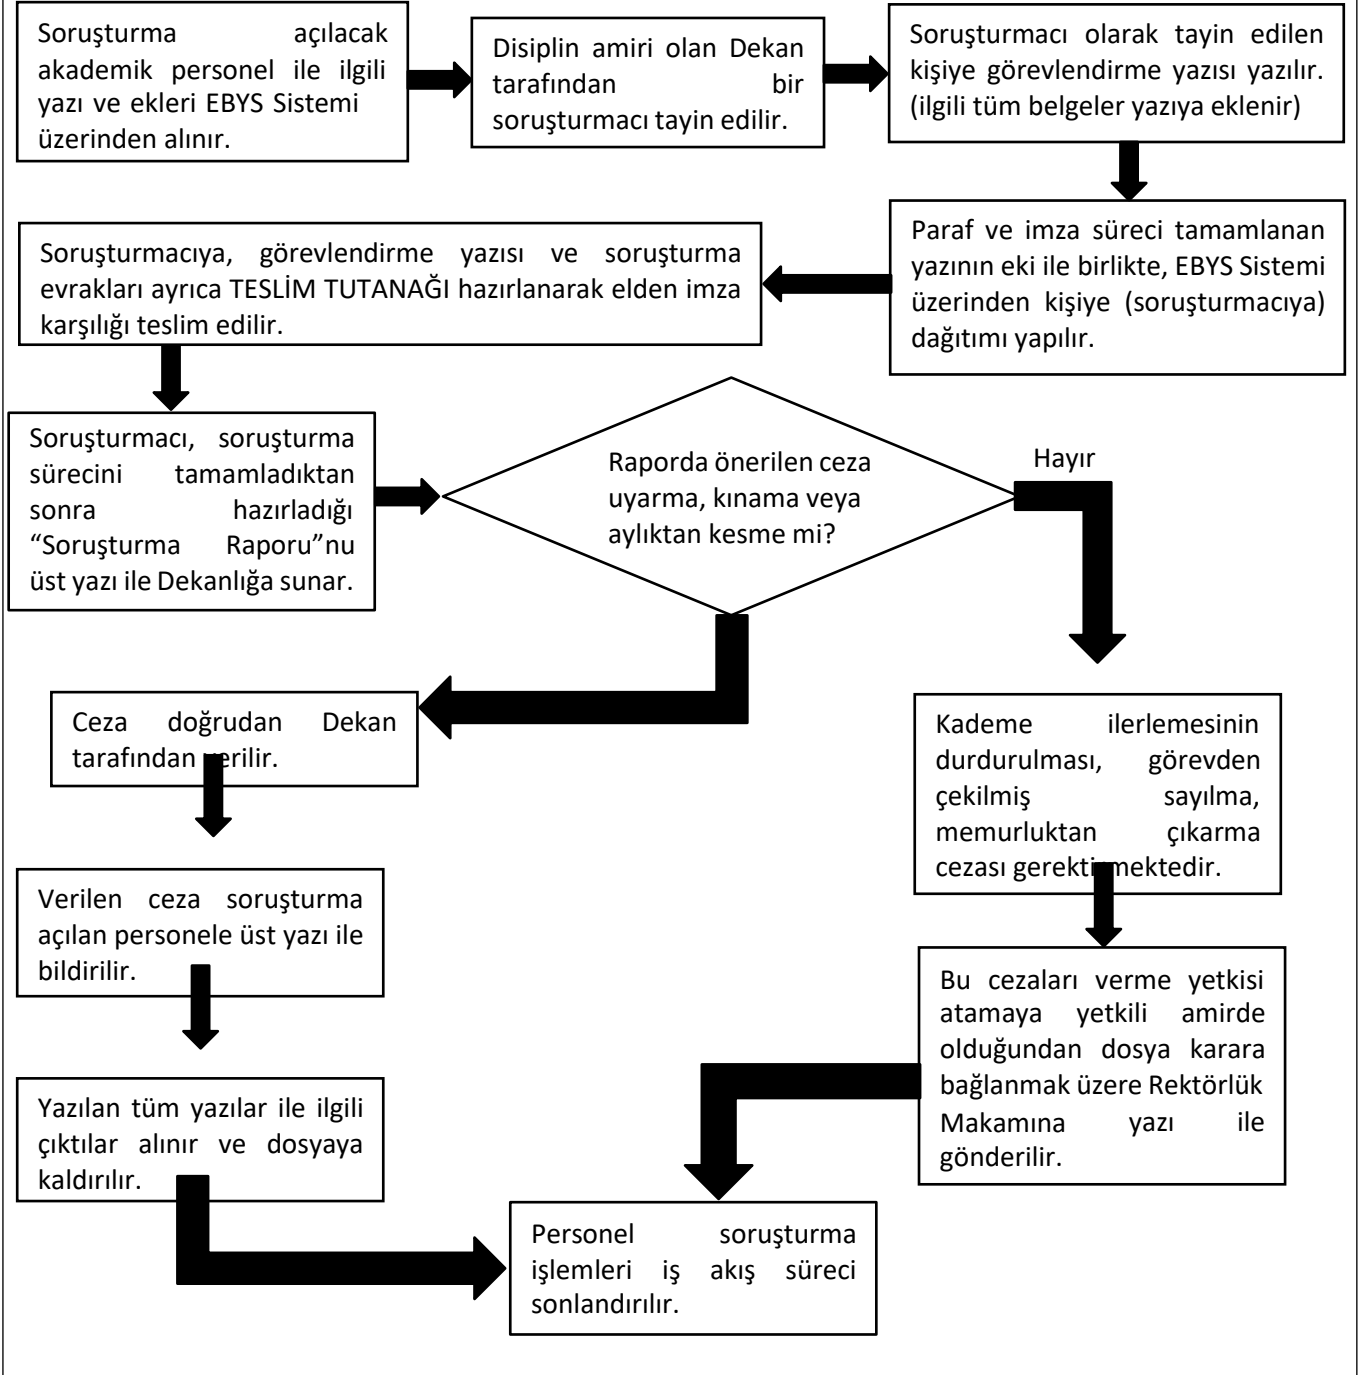 Soruşturma açılacak
akademik personel ile ilgili
yazı ve ekleri EBYS Sistemi
üzerinden alınır.
Disiplin amiri olan Dekan
tarafından bir
soruşturmacı tayin edilir.
Soruşturmacı olarak tayin edilen
kişiye görevlendirme yazısı yazılır.
(ilgili tüm belgeler yazıya eklenir)
Paraf ve imza süreci tamamlanan
yazının eki ile birlikte, EBYS Sistemi
üzerinden kişiye (soruşturmacıya)
dağıtımı yapılır.
Soruşturmacıya, görevlendirme yazısı ve soruşturma
evrakları ayrıca TESLİM TUTANAĞI hazırlanarak elden imza
karşılığı teslim edilir.
Soruşturmacı, soruşturma
sürecini tamamladıktan
sonra hazırladığı
“Soruşturma Raporu”nu
üst yazı ile Dekanlığa sunar.
Raporda önerilen ceza
uyarma, kınama veya
aylıktan kesme mi?
Hayır
Ceza doğrudan Dekan
tarafından verilir.
Kademe ilerlemesinin
durdurulması, görevden
çekilmiş sayılma,
memurluktan çıkarma
cezası gerektirmektedir.
Verilen ceza soruşturma
açılan personele üst yazı ile
bildirilir.
Bu cezaları verme yetkisi
atamaya yetkili amirde
olduğundan dosya karara
bağlanmak üzere Rektörlük
Makamına yazı ile
gönderilir.
Yazılan tüm yazılar ile ilgili
çıktılar alınır ve dosyaya
kaldırılır.
Personel soruşturma
işlemleri iş akış süreci
sonlandırılır.